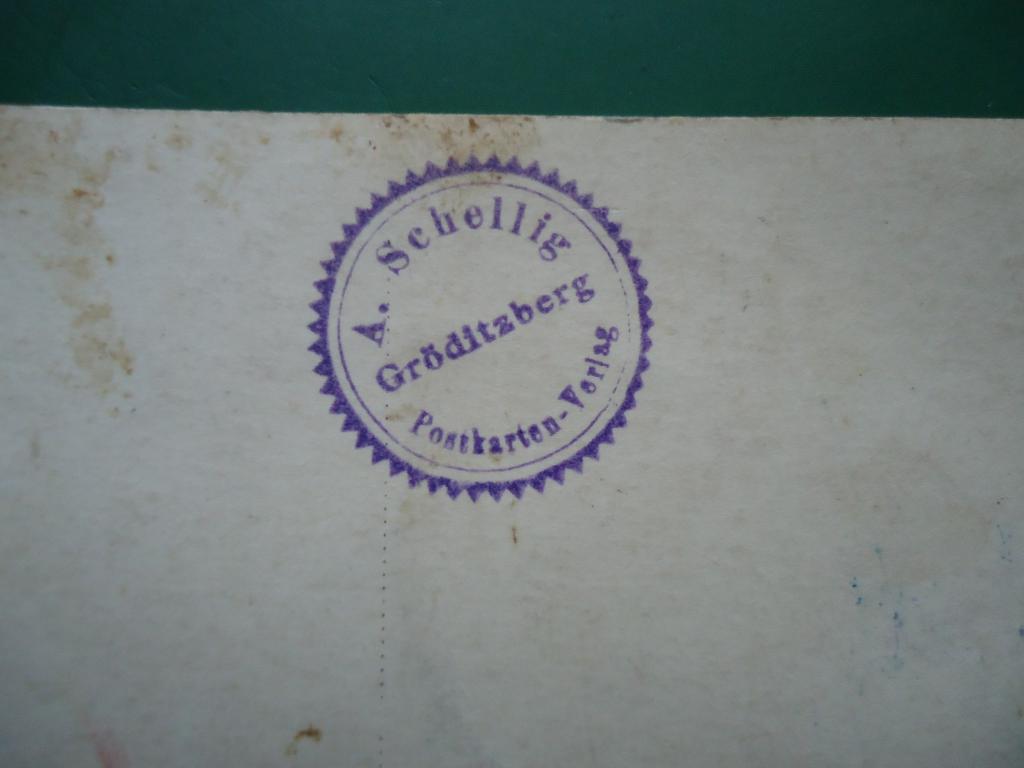 A. Schellig
Gröditzberg
Postkarten-Verlag